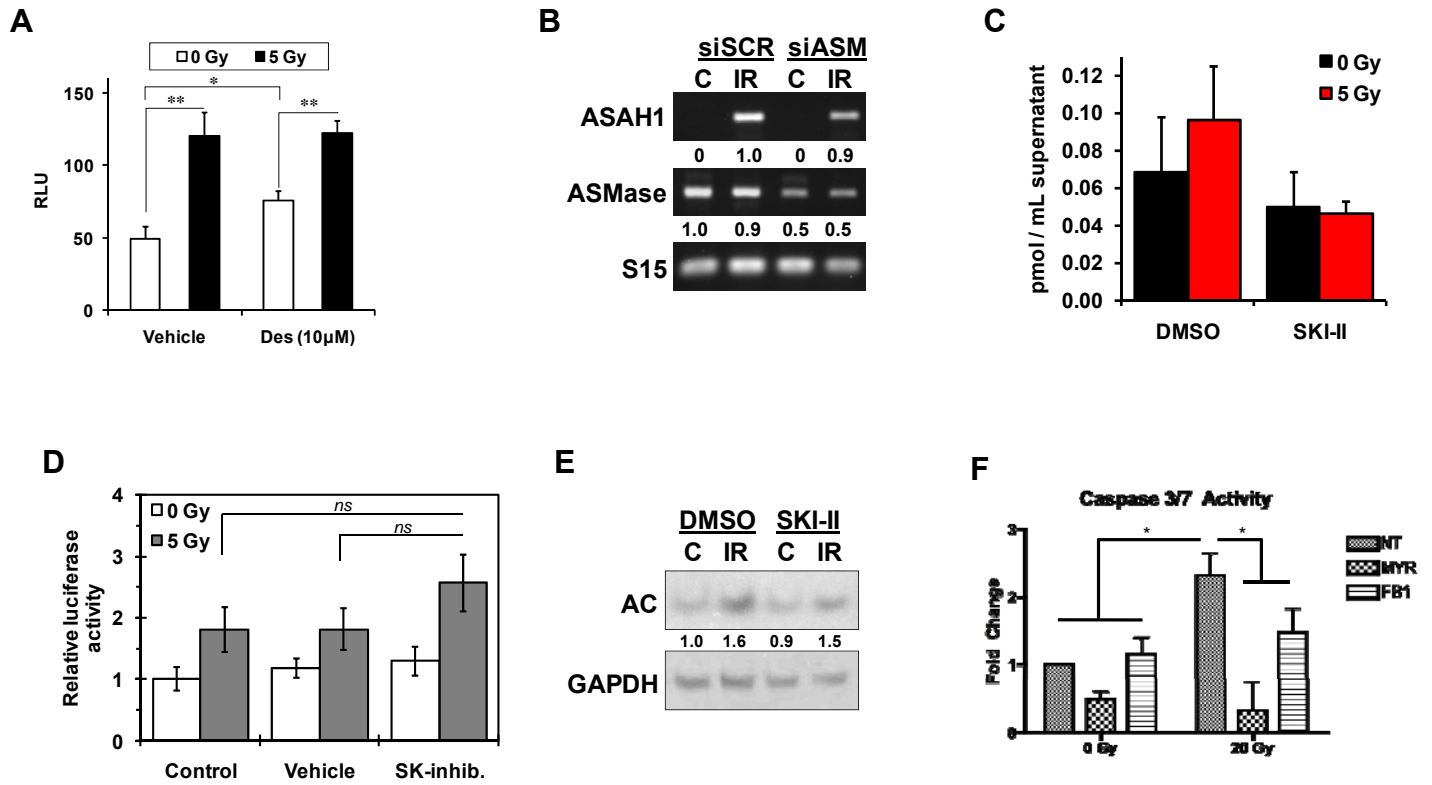 A
0 Gy 5 Gy
RLU
150
100
50
0
* ** **
Vehicle Des (10µM)
B
siSCR siASM
C IR C IR
ASAH1
0 1.0 0 0.9
ASMase
1.0 0.9 0.5 0.5
S15
C
0 Gy
5 Gy
pmol / mL supernatant
0.12
0.10
0.08
0.06
0.04
0.02
0.00
DMSO SKI-II
D
0 Gy
5 Gy
Relative luciferase
activity
4
3
2
1
0
ns
ns
Control Vehicle SK-inhib.
E
DMSO SKI-II
C IR C IR
AC
1.0 1.6 0.9 1.5
GAPDH
F
Caspase 3/7 Activity
Fold Change
3
2
1
0
* *
NT
MYR
FB1
0 Gy 20 Gy